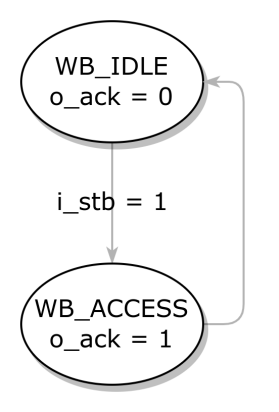 WB_IDLE
o_ack = 0
i_stb = 1
WB_ACCESS
o_ack = 1